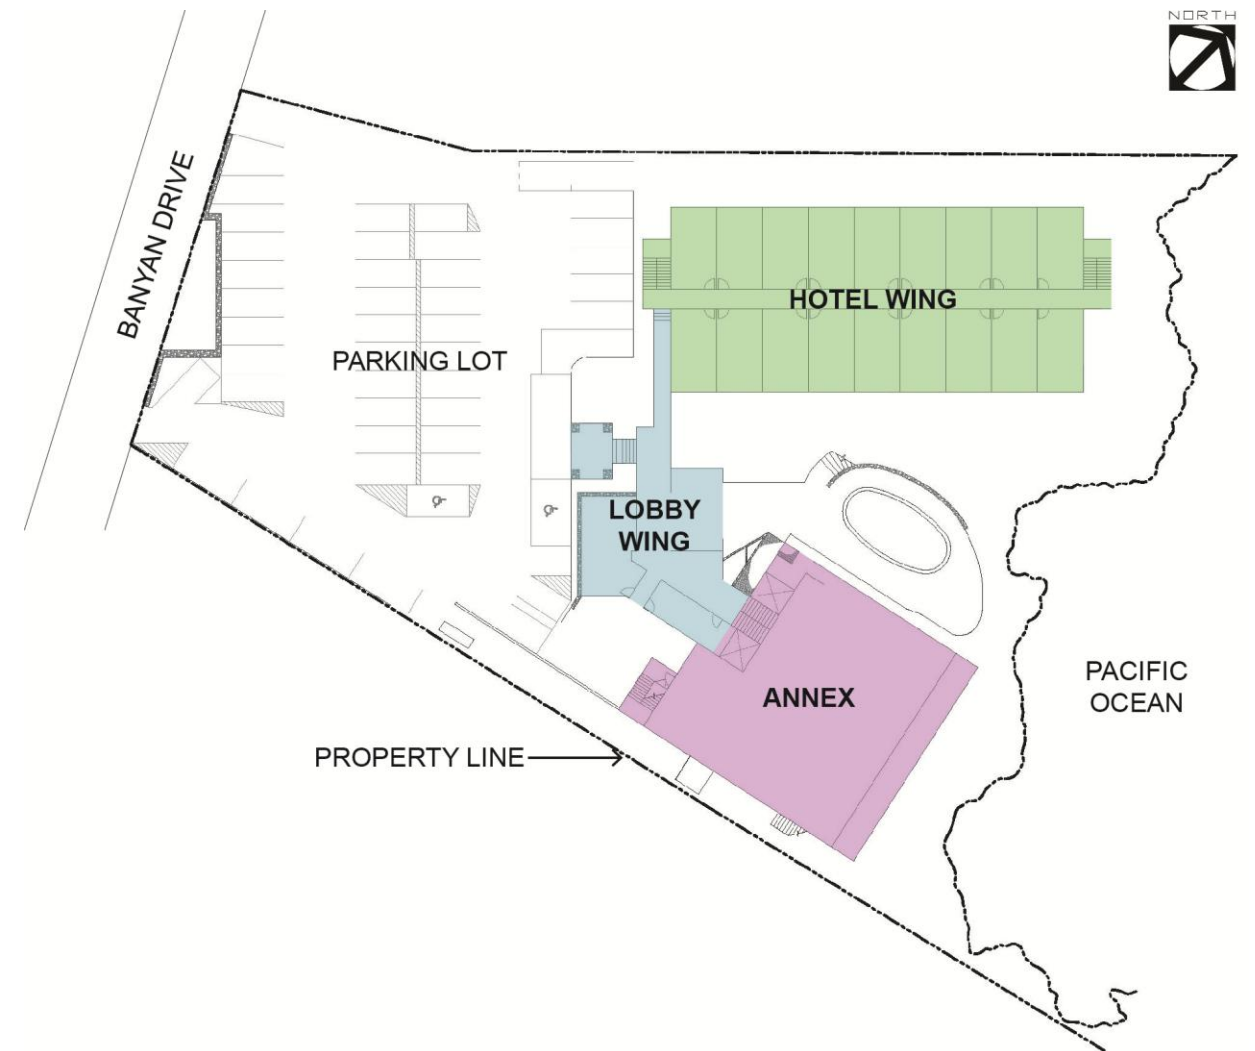 NORTH
BANYAN DRIVE
HOTEL WING
PARKING LOT
LOBBY
WING
PACIFIC
OCEAN
ANNEX
PROPERTY LINE